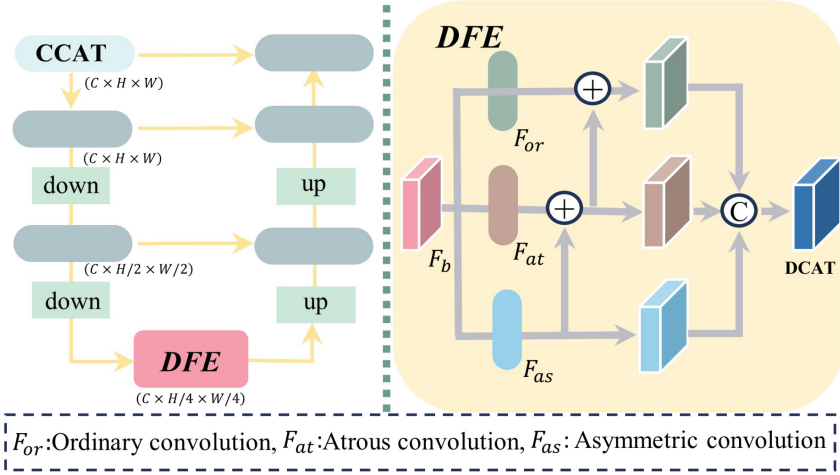 CCAT
(C × H × W)
(C × H × W)
down
up
(C × H/2 × W/2)
down
up
DFE
(C × H/4 × W/4)
DFE
F_or
+
F_b
F_at
+
C
DCAT
F_as
F_or:Ordinary convolution, F_at:Atrous convolution, F_as: Asymmetric convolution